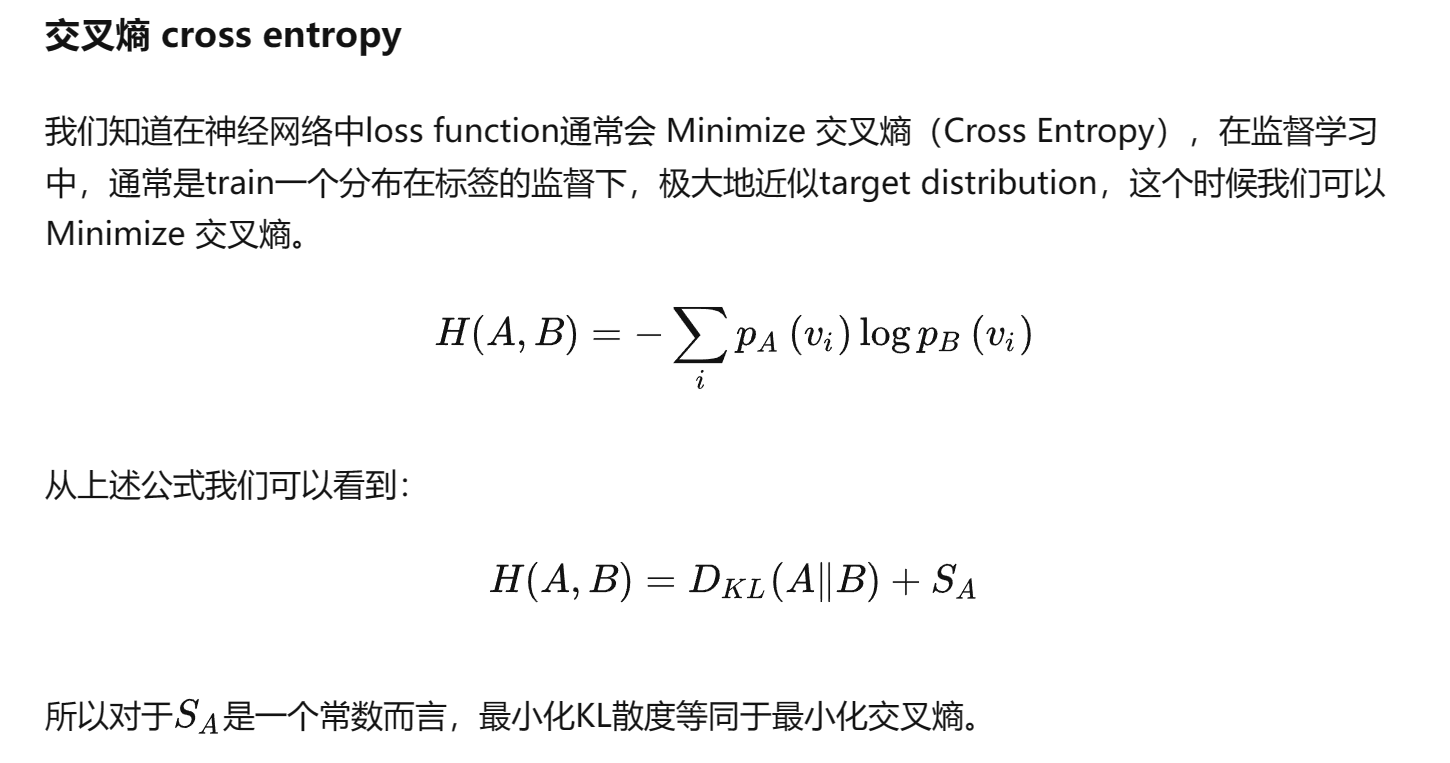 交叉熵 cross entropy
我们知道在神经网络中loss function通常会 Minimize 交叉熵（Cross Entropy），在监督学习
中，通常是train一个分布在标签的监督下，极大地近似target distribution，这个时候我们可以
Minimize 交叉熵。
H(A, B) = − ∑_i p_A (v_i) log p_B (v_i)
从上述公式我们可以看到：
H(A, B) = D_{KL}(A∥B) + S_A
所以对于S_A是一个常数而言，最小化KL散度等同于最小化交叉熵。